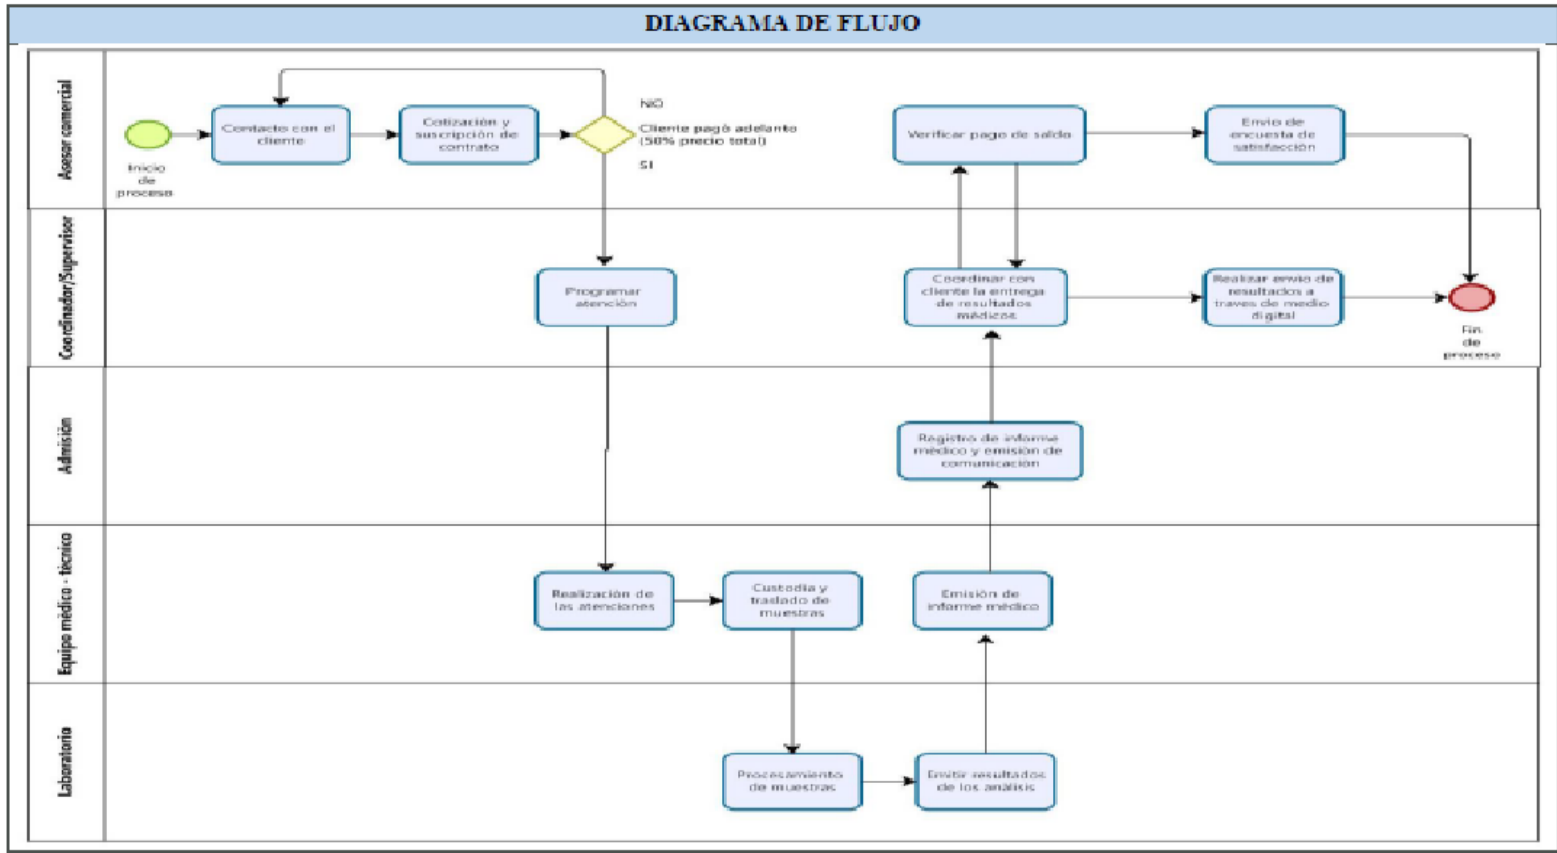 DIAGRAMA DE FLUJO
Asesor comercial
Inicio
de
proceso
Contacto con el
cliente
Cotización y
suscripción de
contrato
NO
Cliente pagó adelanto
(50% precio total)
SI
Verificar pago de saldo
Envío de
encuesta de
satisfacción
Coordinador/Supervisor
Programar
atención
Coordinar con
cliente la entrega
de resultados
médicos
Realizar envío de
resultados a
traves de medio
digital
Fin
de
proceso
Admisión
Registro de informe
médico y emisión de
comunicación
Equipo médico - técnico
Realización de
las atenciones
Custodia y
traslado de
muestras
Emisión de
informe médico
Laboratorio
Procesamiento
de muestras
Emitir resultados
de los análisis